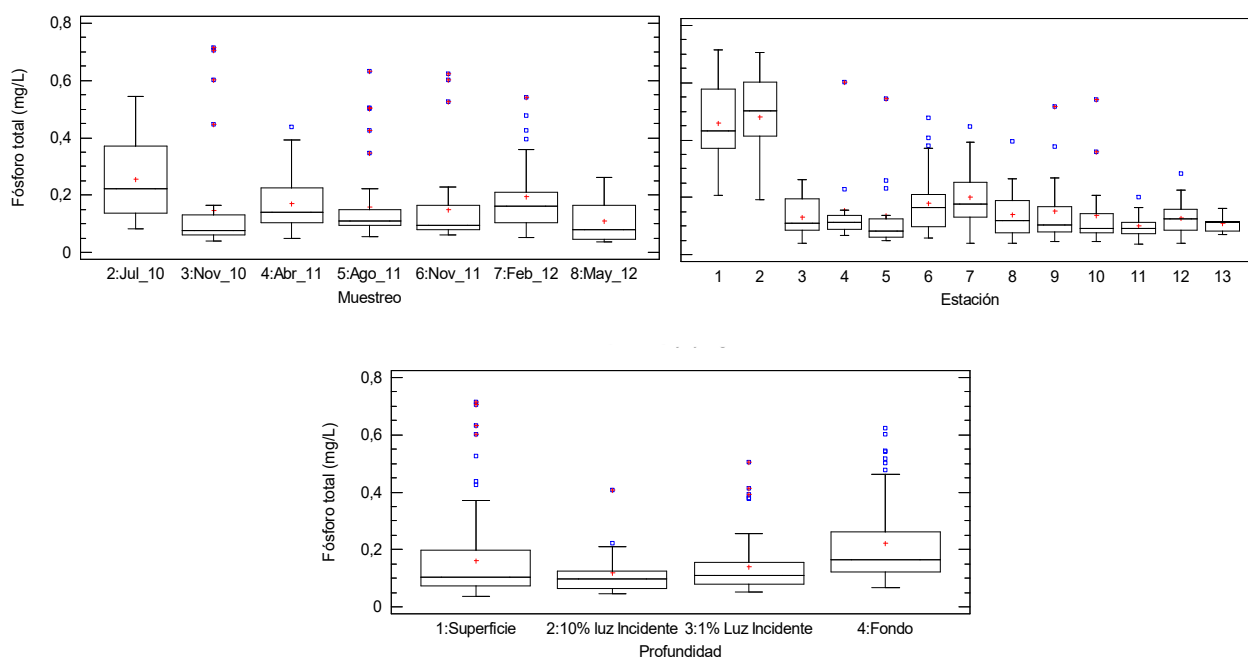 Fósforo total (mg/L)
0,8
0,6
0,4
0,2
0
2:Jul_10 3:Nov_10 4:Abr_11 5:Ago_11 6:Nov_11 7:Feb_12 8:May_12
Muestreo
1 2 3 4 5 6 7 8 9 10 11 12 13
Estación
Fósforo total (mg/L)
0,8
0,6
0,4
0,2
0
1:Superficie 2:10% luz Incidente 3:1% Luz Incidente 4:Fondo
Profundidad